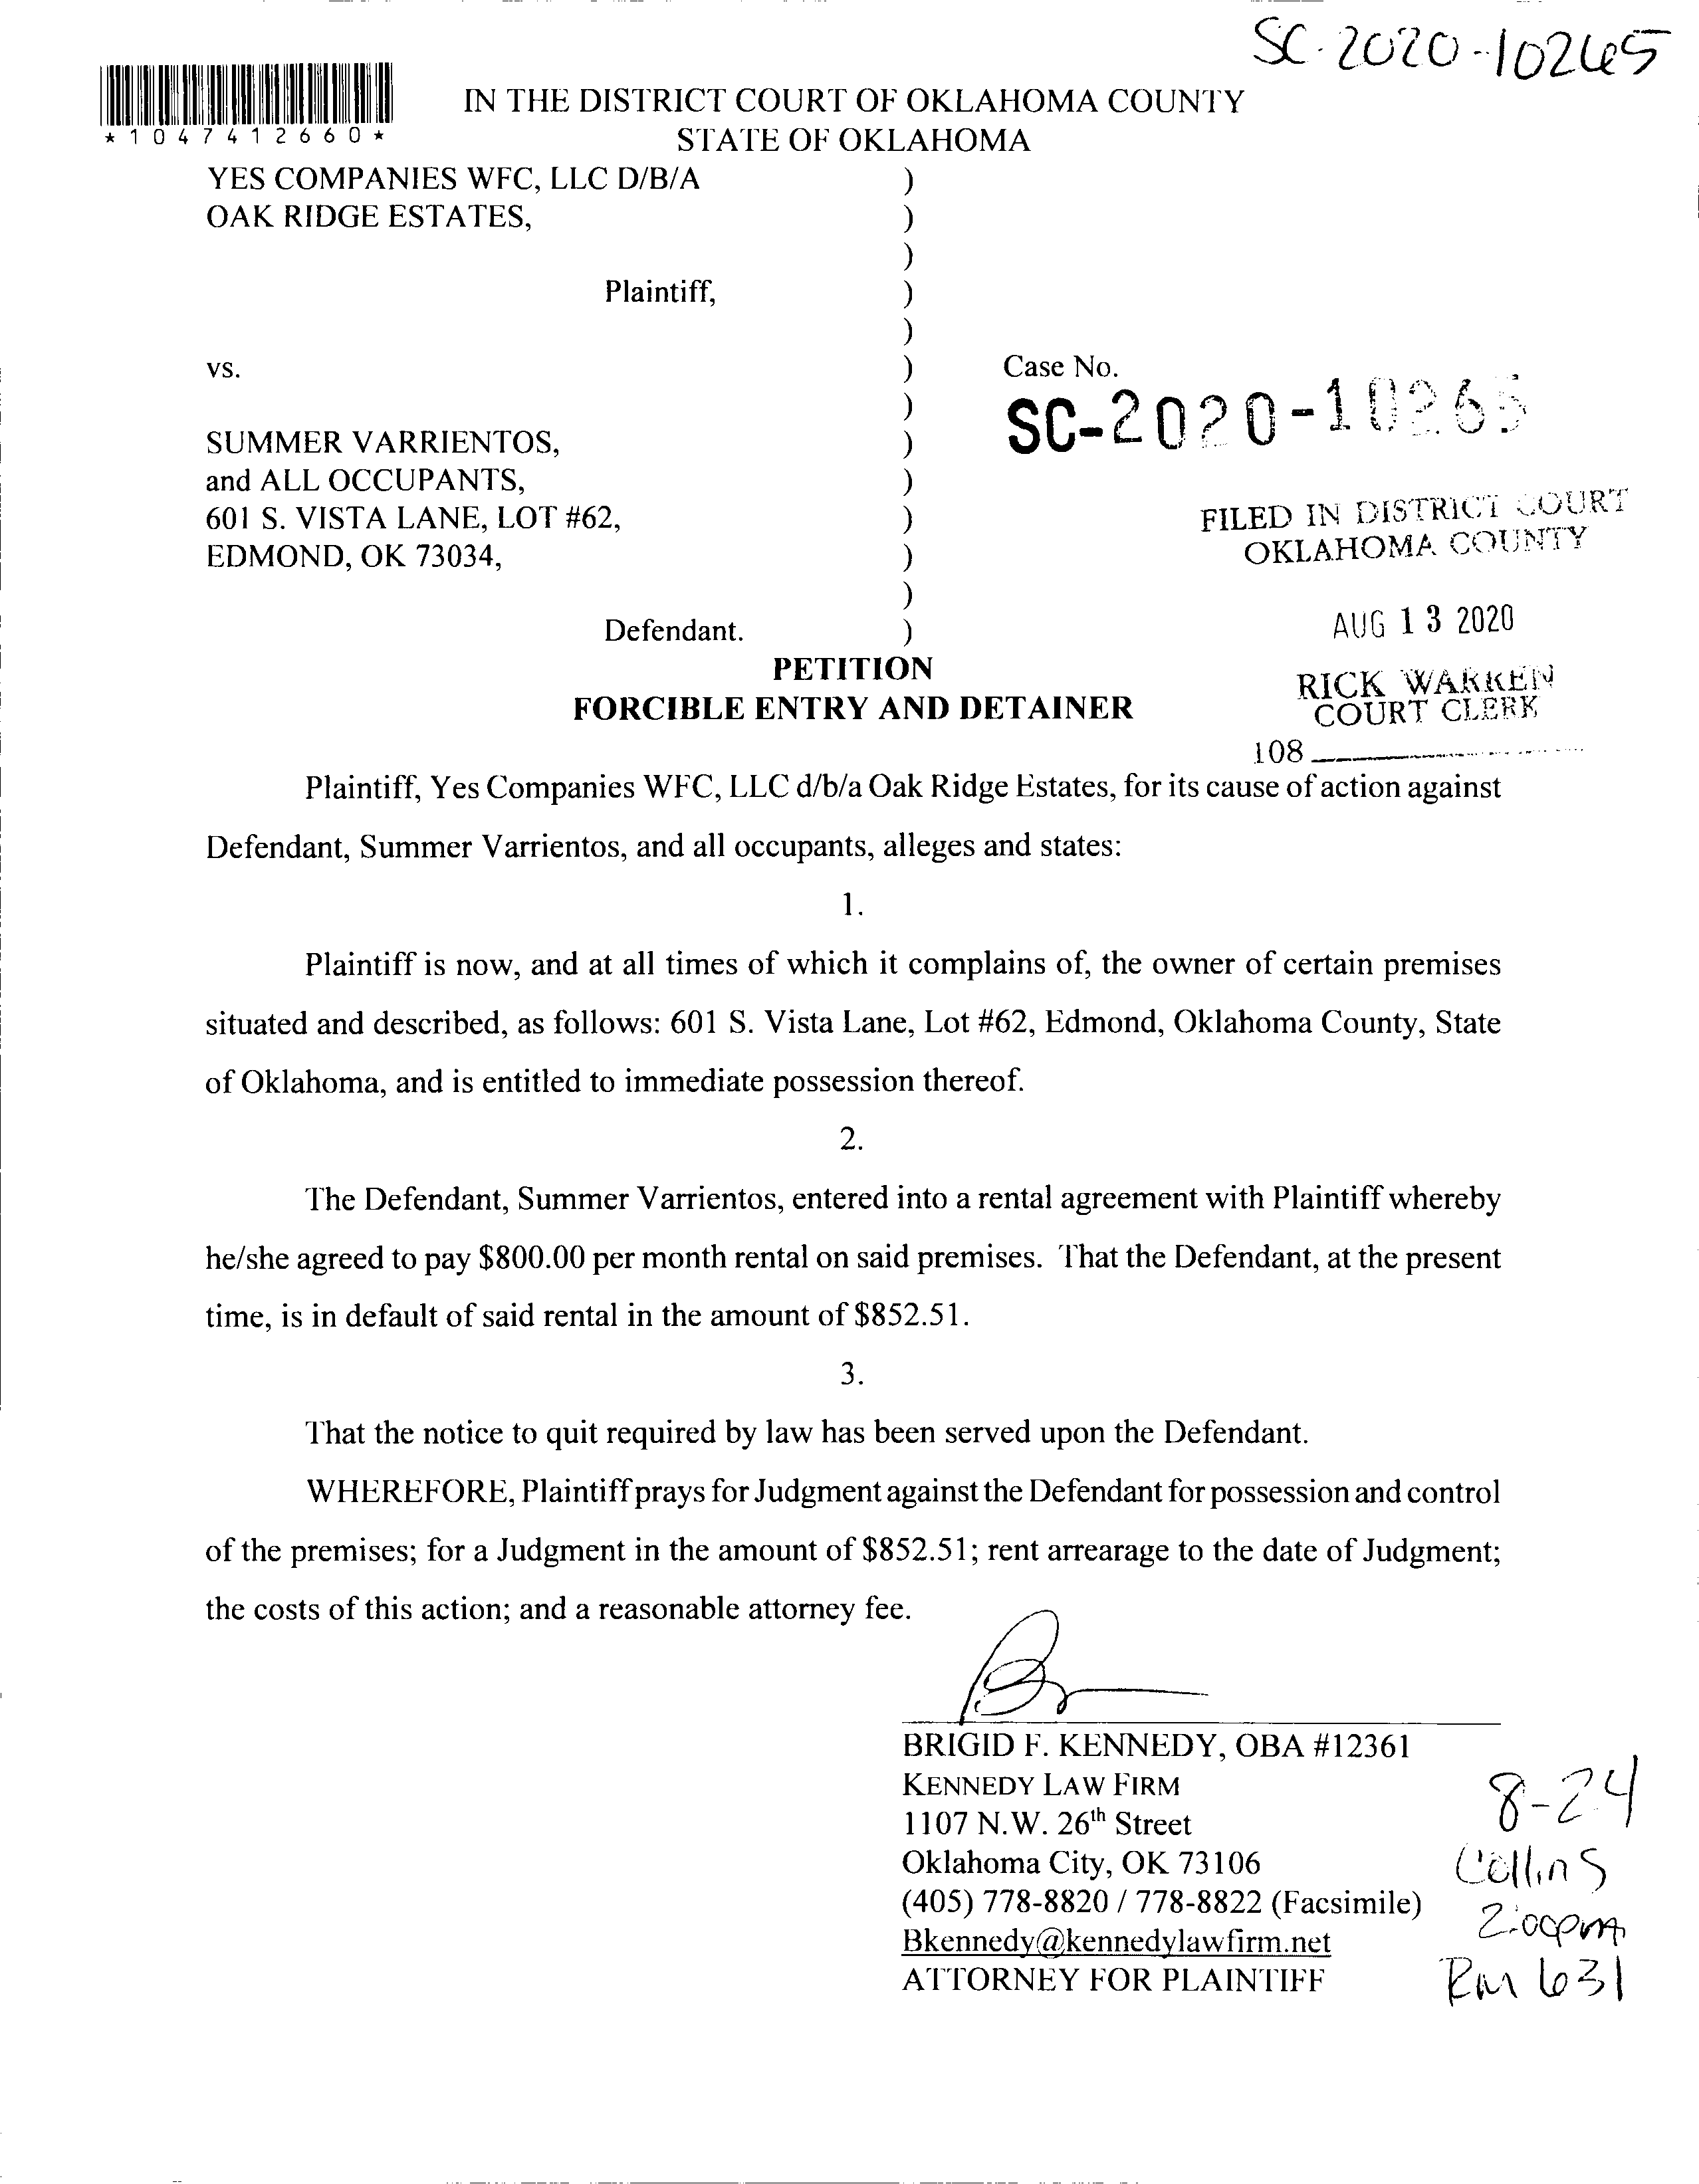 SC-2020-10265
*1047412660*
IN THE DISTRICT COURT OF OKLAHOMA COUNTY
STATE OF OKLAHOMA
YES COMPANIES WFC, LLC D/B/A )
OAK RIDGE ESTATES, )
)
Plaintiff, )
)
vs. ) Case No.
) SC-2020-10265
SUMMER VARRIENTOS, )
and ALL OCCUPANTS, )
601 S. VISTA LANE, LOT #62, ) FILED IN DISTRICT COURT
EDMOND, OK 73034, ) OKLAHOMA COUNTY
)
Defendant. ) AUG 13 2020
PETITION
RICK WARREN
FORCIBLE ENTRY AND DETAINER
COURT CLERK
108
Plaintiff, Yes Companies WFC, LLC d/b/a Oak Ridge Estates, for its cause of action against
Defendant, Summer Varrientos, and all occupants, alleges and states:
1.
Plaintiff is now, and at all times of which it complains of, the owner of certain premises
situated and described, as follows: 601 S. Vista Lane, Lot #62, Edmond, Oklahoma County, State
of Oklahoma, and is entitled to immediate possession thereof.
2.
The Defendant, Summer Varrientos, entered into a rental agreement with Plaintiff whereby
he/she agreed to pay $800.00 per month rental on said premises. That the Defendant, at the present
time, is in default of said rental in the amount of $852.51.
3.
That the notice to quit required by law has been served upon the Defendant.
WHEREFORE, Plaintiff prays for Judgment against the Defendant for possession and control
of the premises; for a Judgment in the amount of $852.51; rent arrearage to the date of Judgment;
the costs of this action; and a reasonable attorney fee.
BRIGID F. KENNEDY, OBA #12361
KENNEDY LAW FIRM
1107 N.W. 26th Street
Oklahoma City, OK 73106
(405) 778-8820 / 778-8822 (Facsimile)
Bkennedy@kennedylawfirm.net
ATTORNEY FOR PLAINTIFF
8-24
Collins
2:00pm
Rm 631